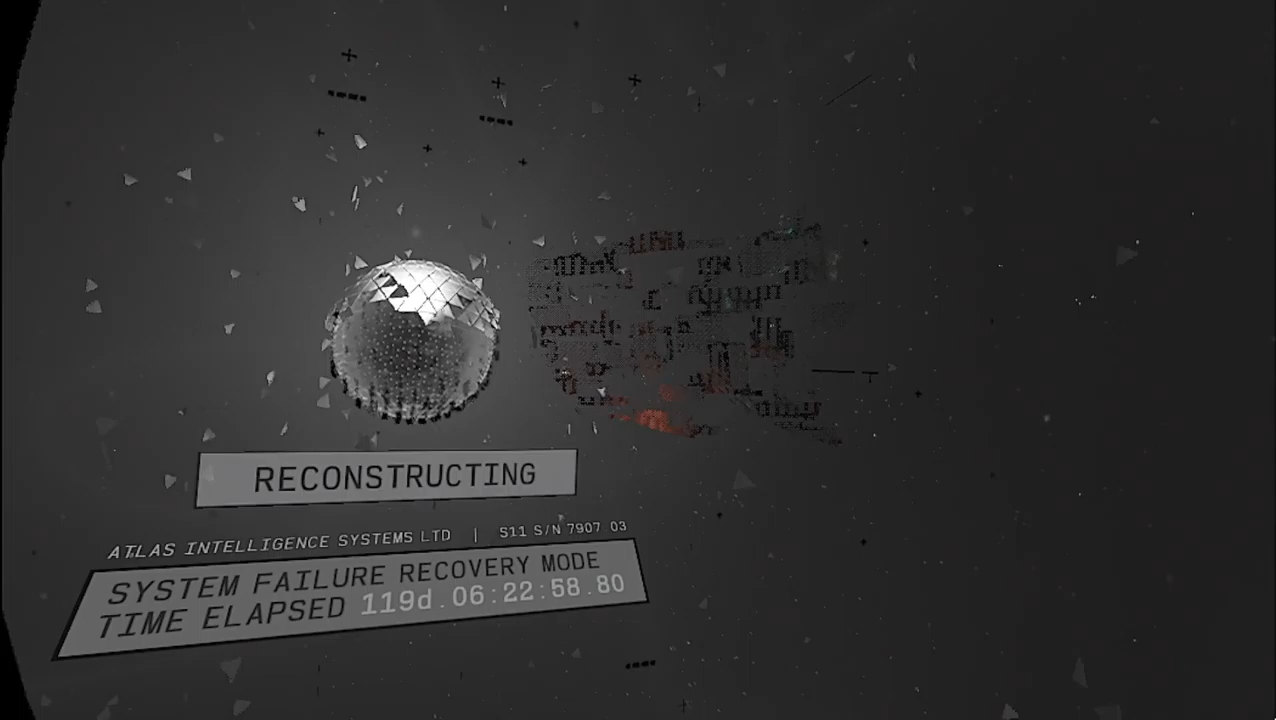 RECONSTRUCTING
ATLAS INTELLIGENCE SYSTEMS LTD | S11 S/N 7907 03
SYSTEM FAILURE RECOVERY MODE
TIME ELAPSED 119d.06:22:58.80